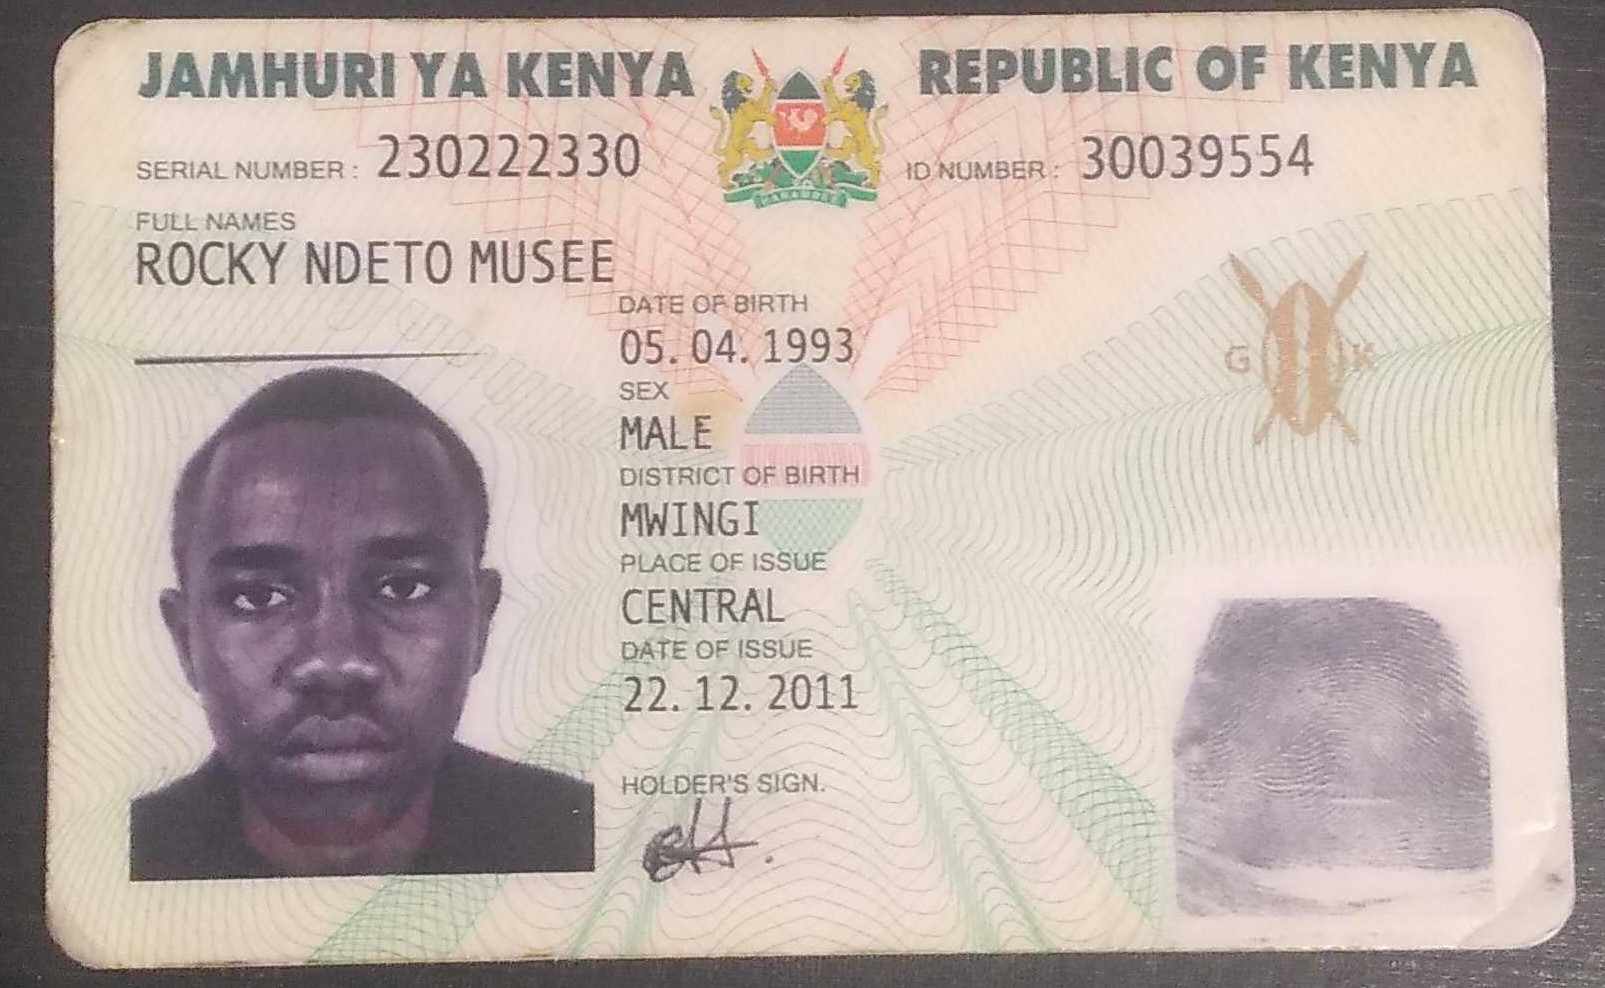 JAMHURI YA KENYA REPUBLIC OF KENYA
SERIAL NUMBER : 230222330 ID NUMBER : 30039554
FULL NAMES
ROCKY NDETO MUSEE
DATE OF BIRTH
05. 04. 1993
SEX
MALE
DISTRICT OF BIRTH
MWINGI
PLACE OF ISSUE
CENTRAL
DATE OF ISSUE
22. 12. 2011
HOLDER'S SIGN.
G K
HARAMBEE